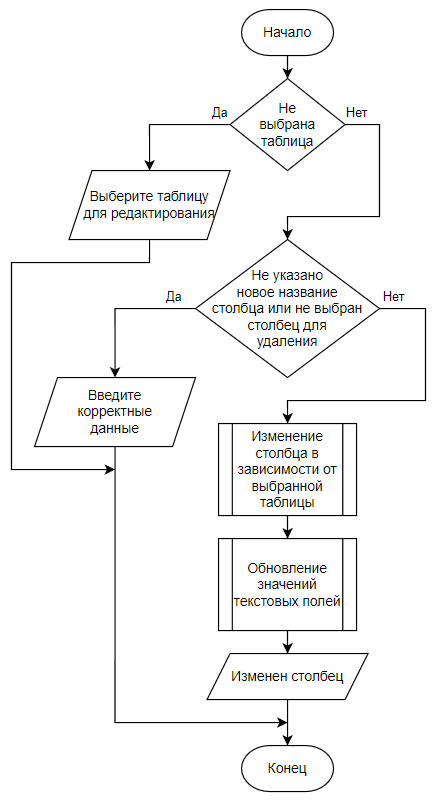 Начало
Не
выбрана
таблица
Да
Нет
Выберите таблицу
для редактирования
Не указано
новое название
столбца или не выбран
столбец для
удаления
Да
Нет
Введите
корректные
данные
Изменение
столбца в
зависимости от
выбранной
таблицы
Обновление
значений
текстовых полей
Изменен столбец
Конец